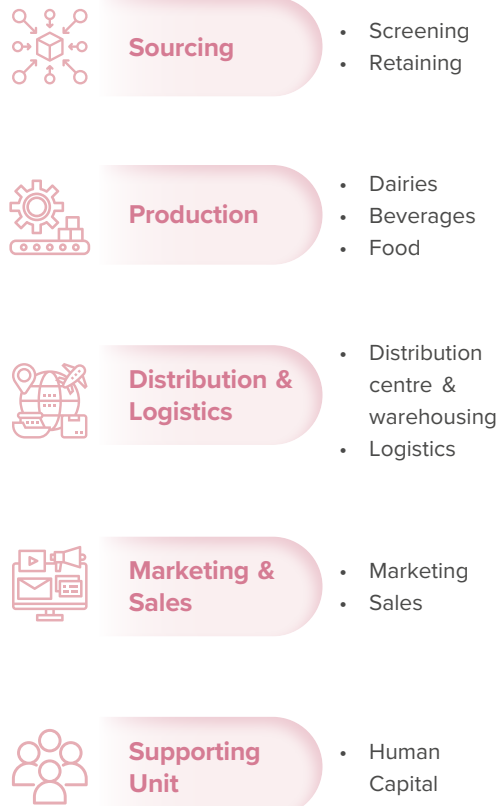 Sourcing
• Screening
• Retaining
Production
• Dairies
• Beverages
• Food
Distribution &
Logistics
• Distribution
centre &
warehousing
• Logistics
Marketing &
Sales
• Marketing
• Sales
Supporting
Unit
• Human
Capital